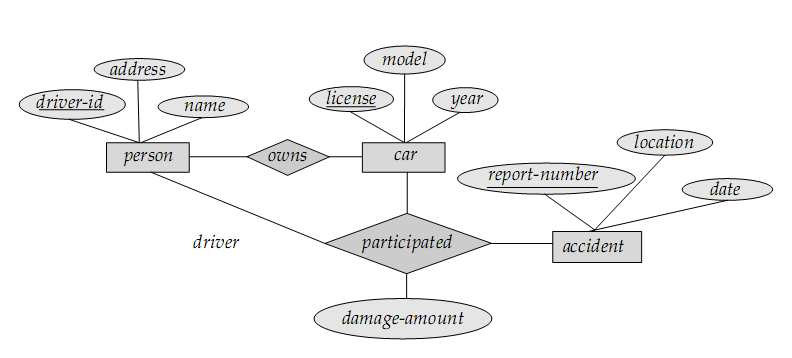 model
address
driver-id
name
license
year
location
report-number
date
person
owns
car
driver
participated
accident
damage-amount